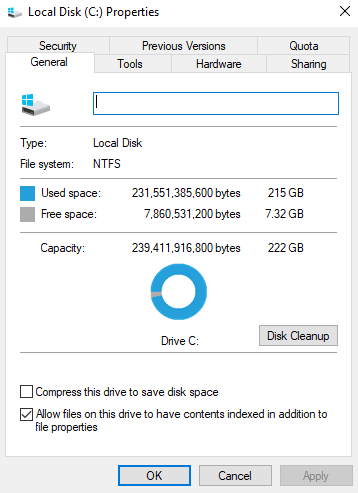 Local Disk (C:) Properties
Security Previous Versions Quota
General Tools Hardware Sharing
Type: Local Disk
File system: NTFS
Used space: 231,551,385,600 bytes 215 GB
Free space: 7,860,531,200 bytes 7.32 GB
Capacity: 239,411,916,800 bytes 222 GB
Drive C:
Disk Cleanup
Compress this drive to save disk space
Allow files on this drive to have contents indexed in addition to
file properties
OK Cancel Apply